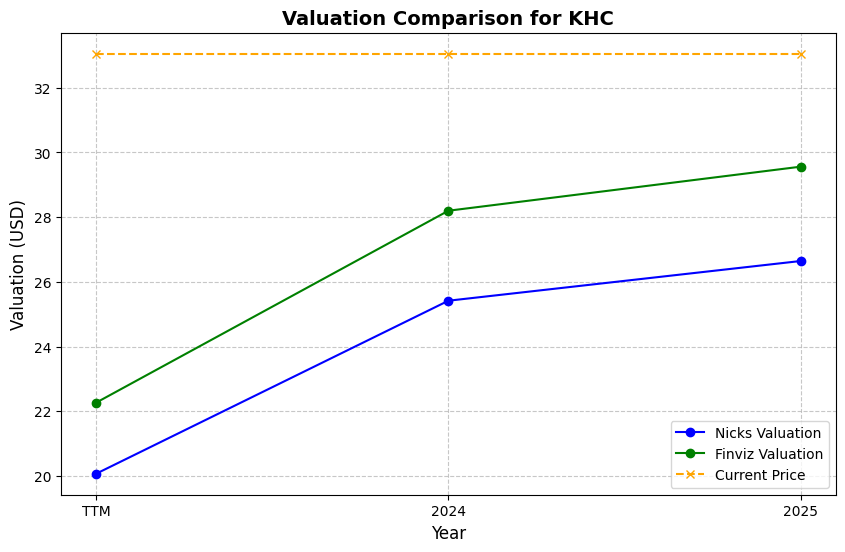 Valuation Comparison for KHC
Valuation (USD)
32
30
28
26
24
22
20
TTM
2024
2025
Year
Nicks Valuation
Finviz Valuation
Current Price